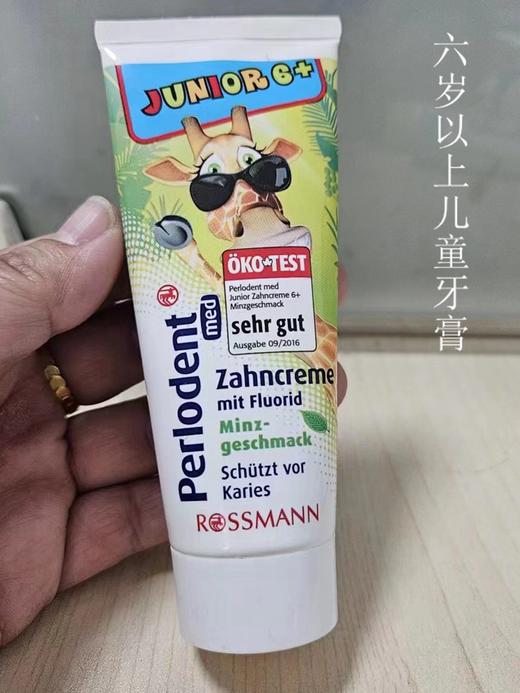 JUNIOR 6+
ÖKO TEST
Perlodent med
Junior Zahncreme 6+
Minzgeschmack
sehr gut
Ausgabe 09/2016
Perlodent
med
Zahncreme
mit Fluorid
Minz-
geschmack
Schützt vor
Karies
ROSSMANN
六岁以上儿童牙膏